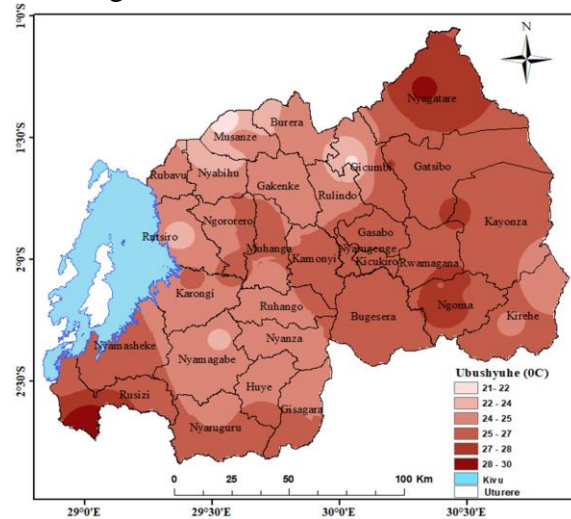 1°0'S
N
Nyagatare
Burera
Musanze
1°30'S
Gicumbi
Rubavu
Nyabihu
Gatsibo
Gakenke
Rulindo
Ngororero
Kayonza
Rutsiro
Gasabo
Muhanga
Nyarugenge
2°0'S
Kamonyi
Kicukiro
Rwamagana
Karongi
Ruhango
Bugesera
Ngoma
Kirehe
Nyamasheke
Nyamagabe
Nyanza
2°30'S
Rusizi
Huye
Gisagara
Nyaruguru
Ubushyuhe (0C)
21- 22
22 - 24
24 - 25
25 - 27
27 - 28
28 - 30
Kivu
Uturere
0 25 50 100 Km
29°0'E 29°30'E 30°0'E 30°30'E